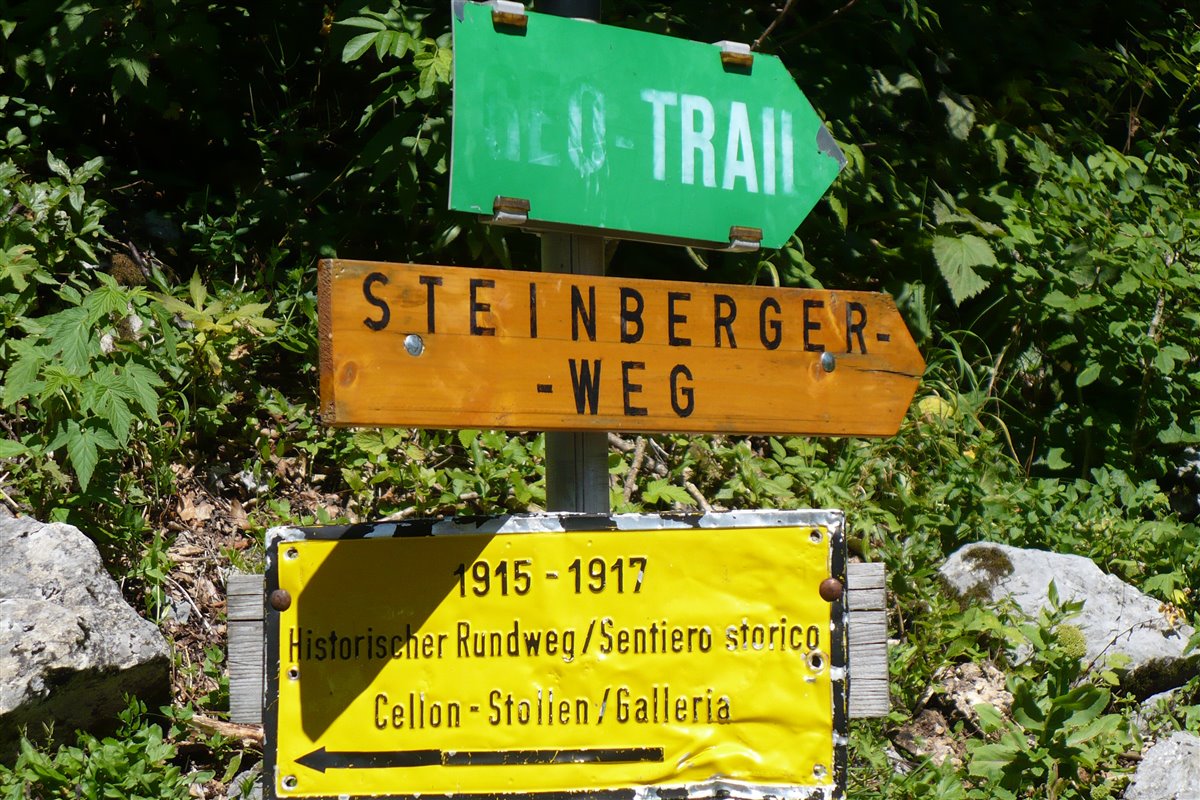 GEO-TRAIL
STEINBERGER-
-WEG
1915 - 1917
Historischer Rundweg/Sentiero storico
Cellon-Stollen/Galleria